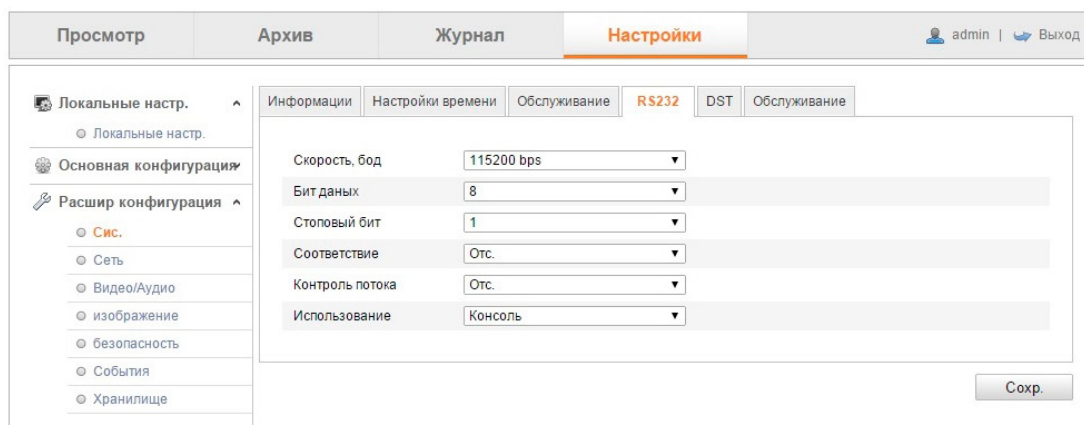 Просмотр Архив Журнал Настройки admin | Выход
Локальные настр.
Локальные настр.
Основная конфигурация
Расшир конфигурация
Сис.
Сеть
Видео/Аудио
изображение
безопасность
События
Хранилище
Информации Настройки времени Обслуживание RS232 DST Обслуживание
Скорость, бод 115200 bps
Бит даных 8
Стоповый бит 1
Соответствие Отс.
Контроль потока Отс.
Использование Консоль
Сохр.